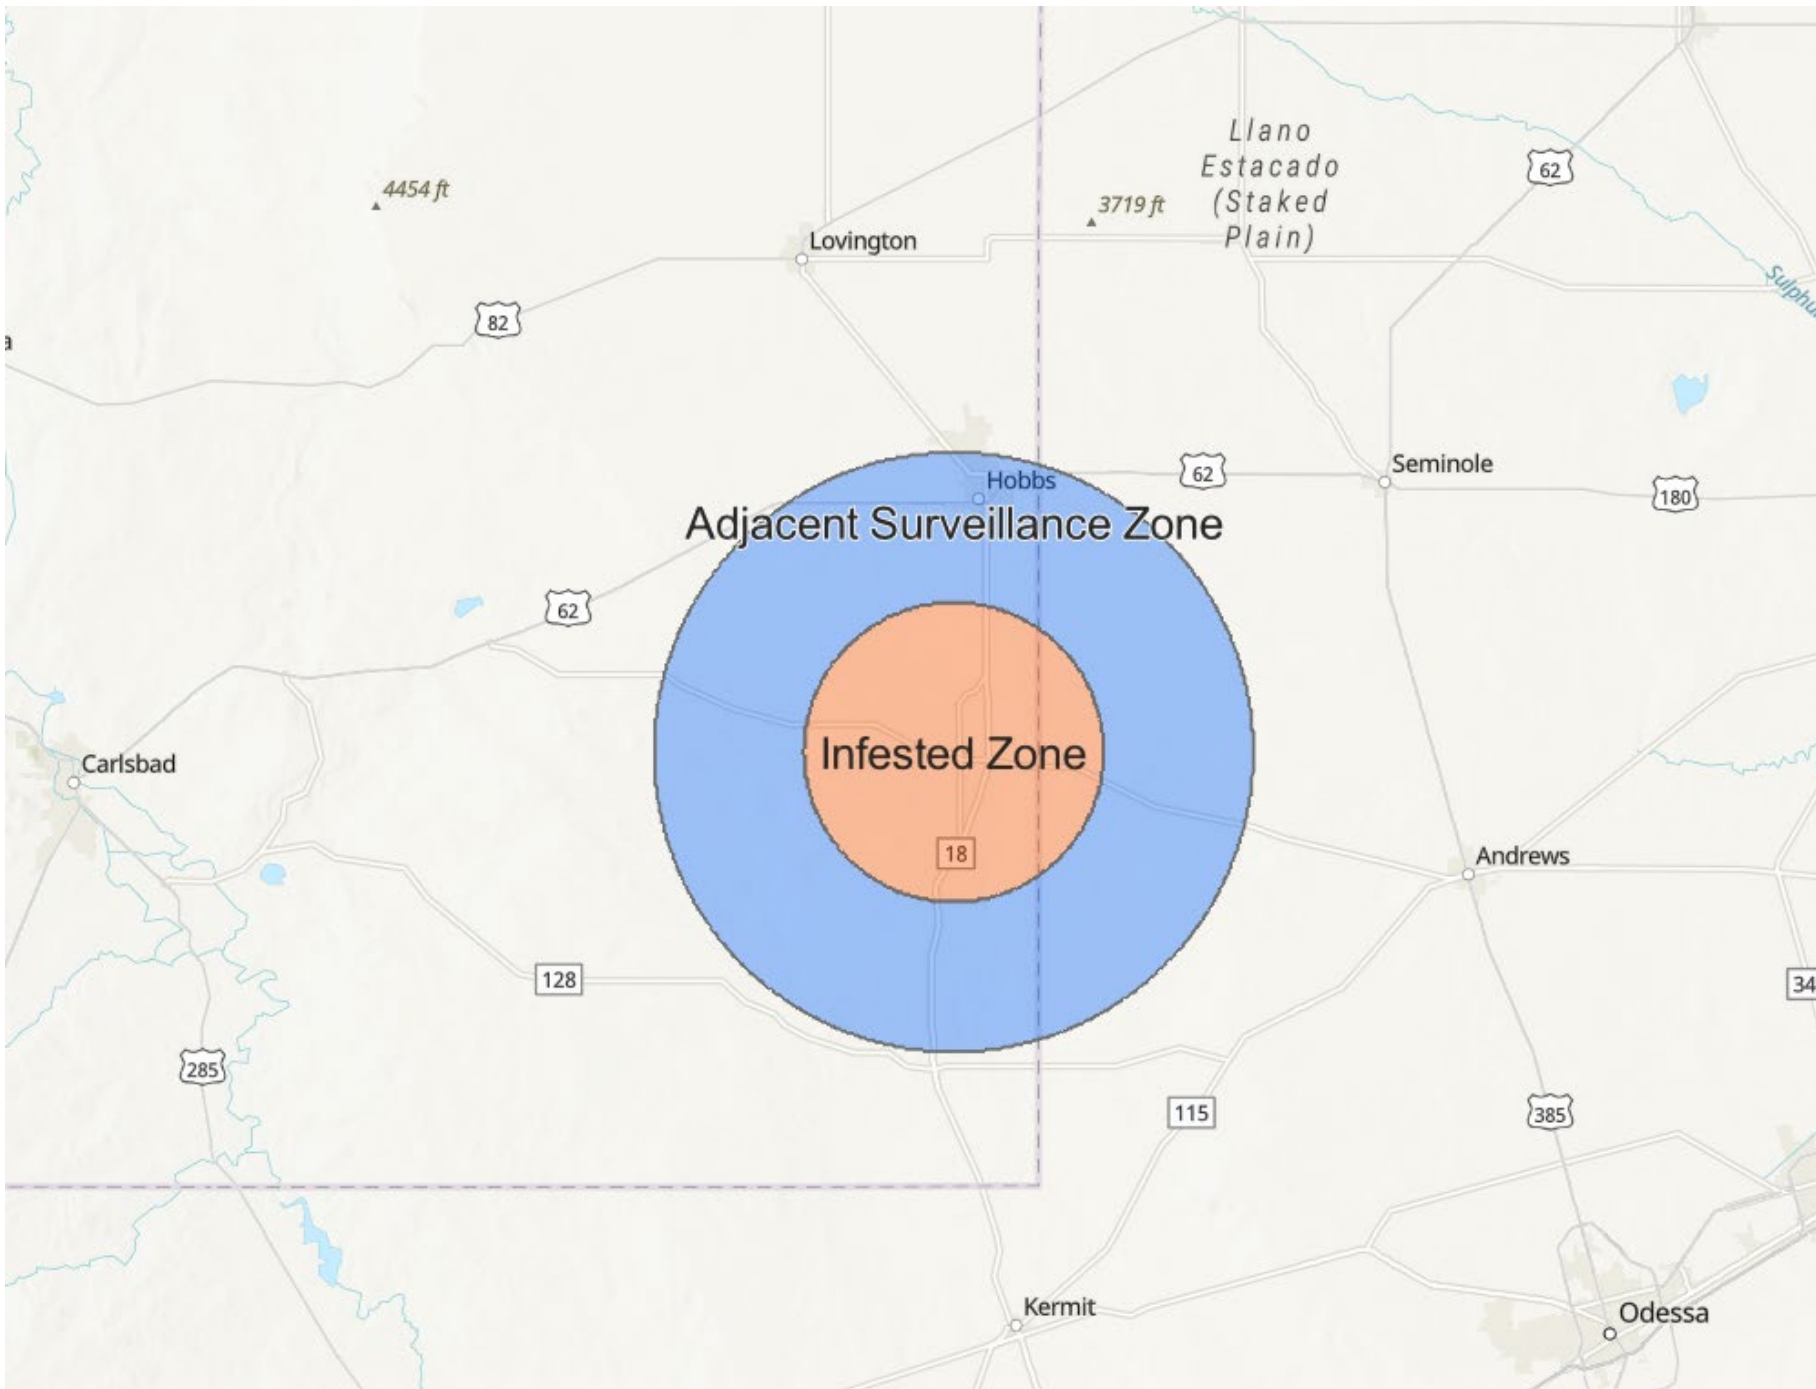 Llano
Estacado
(Staked
Plain)
62
4454 ft
3719 ft
Lovington
Sulphu
82
a
Seminole
62
Hobbs
180
Adjacent Surveillance Zone
62
Infested Zone
Carlsbad
18
Andrews
128
34
285
115
385
Kermit
Odessa